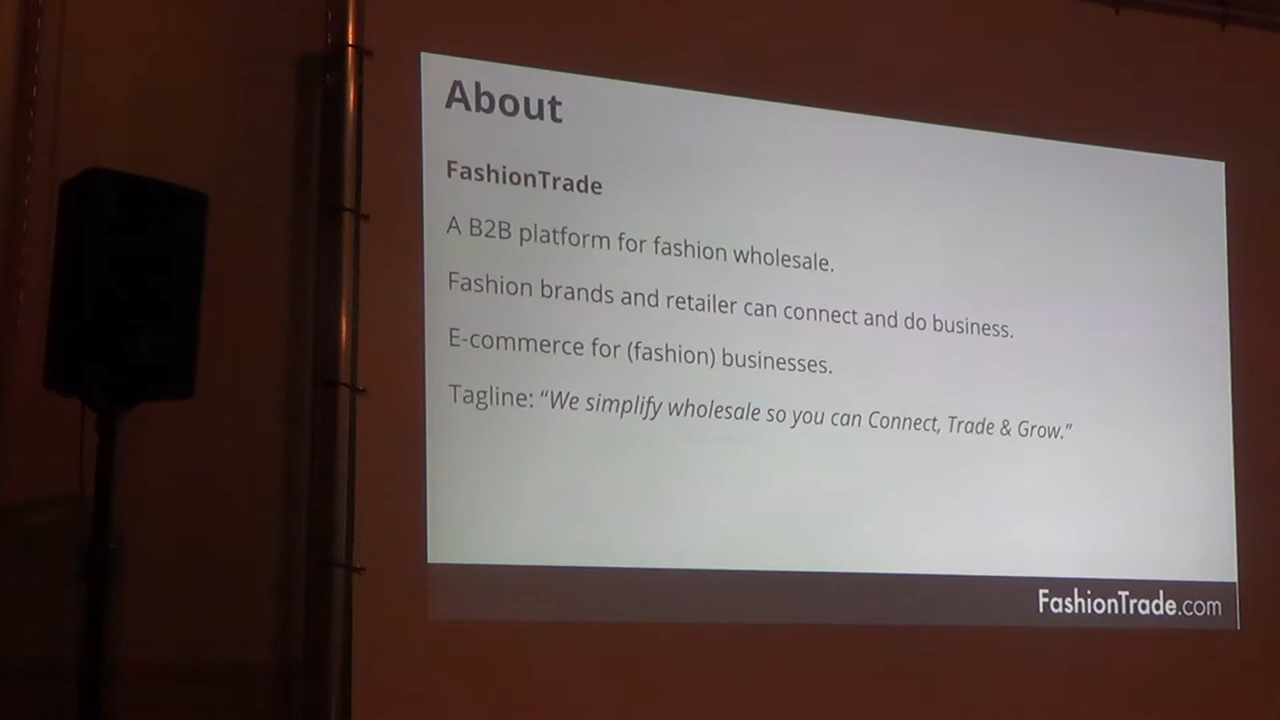 About
FashionTrade
A B2B platform for fashion wholesale.
Fashion brands and retailer can connect and do business.
E-commerce for (fashion) businesses.
Tagline: “We simplify wholesale so you can Connect, Trade & Grow.”
FashionTrade.com